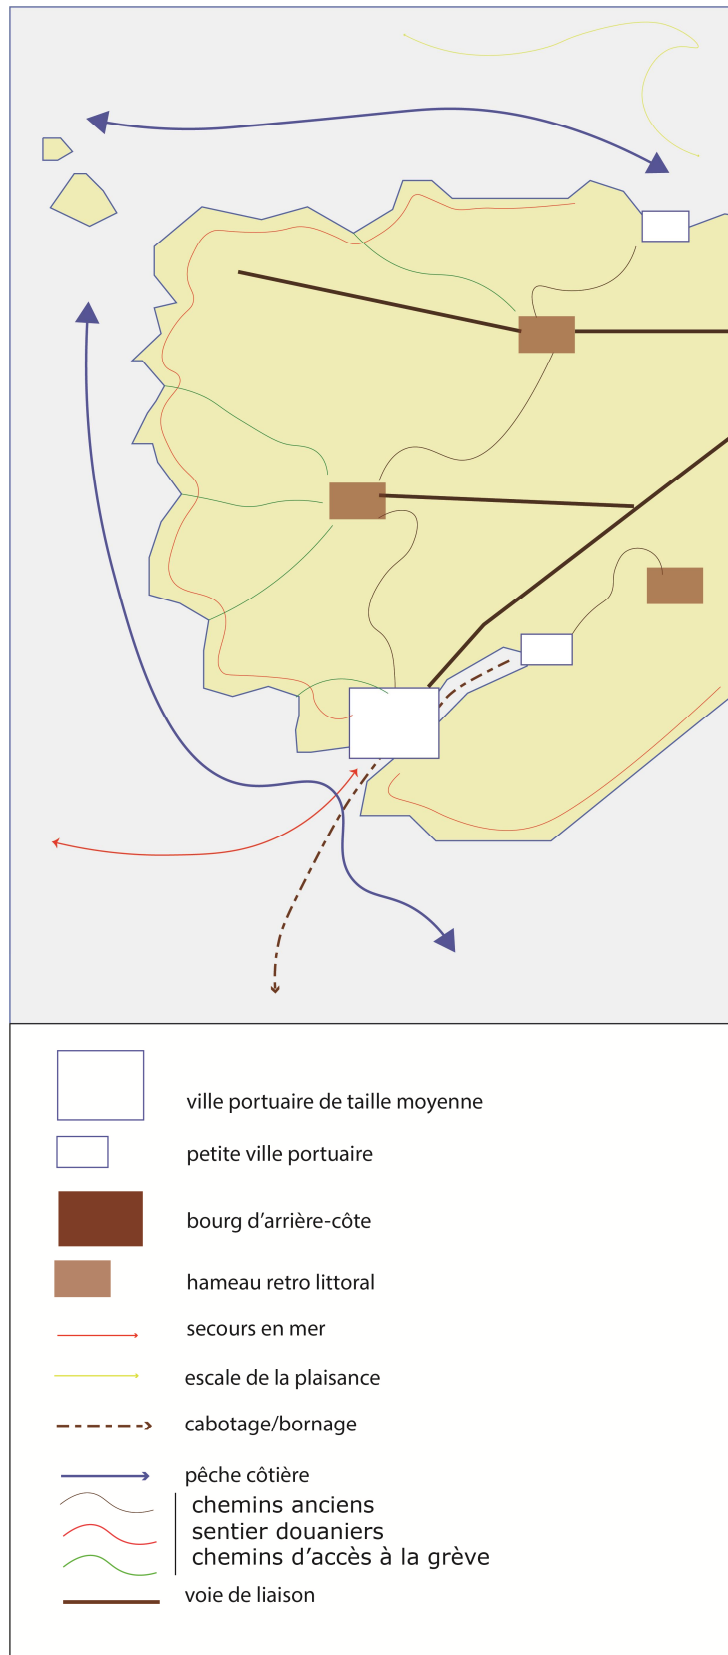 ville portuaire de taille moyenne
petite ville portuaire
bourg d'arrière-côte
hameau retro littoral
secours en mer
escale de la plaisance
cabotage/bornage
pêche côtière
chemins anciens
sentier douaniers
chemins d'accès à la grève
voie de liaison